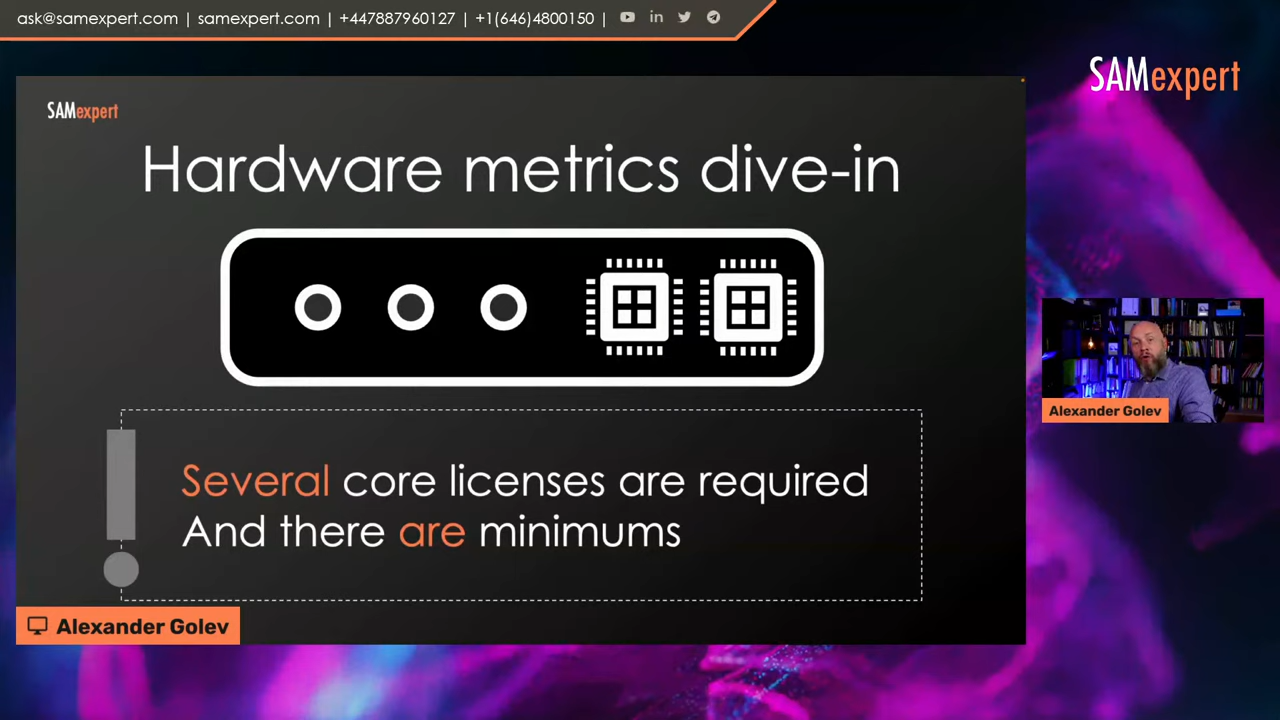 ask@samexpert.com | samexpert.com | +447887960127 | +1(646)4800150 |
SAMexpert
SAMexpert
Hardware metrics dive-in
Several core licenses are required
And there are minimums
Alexander Golev
Alexander Golev